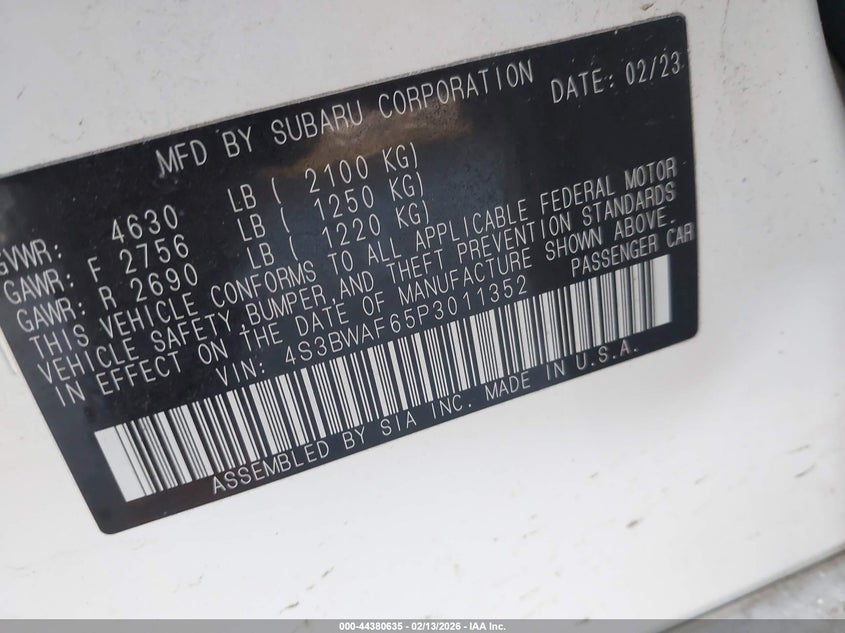 MFD BY SUBARU CORPORATION DATE: 02/23
GVWR: 4630 LB ( 2100 KG)
GAWR: F 2756 LB ( 1250 KG)
GAWR: R 2690 LB ( 1220 KG)
THIS VEHICLE CONFORMS TO ALL APPLICABLE FEDERAL MOTOR
VEHICLE SAFETY, BUMPER, AND THEFT PREVENTION STANDARDS
IN EFFECT ON THE DATE OF MANUFACTURE SHOWN ABOVE.
VIN: 4S3BWAF65P3011352 PASSENGER CAR
ASSEMBLED BY SIA INC. MADE IN U.S.A.
000-44380635 - 02/13/2026 - IAA Inc.